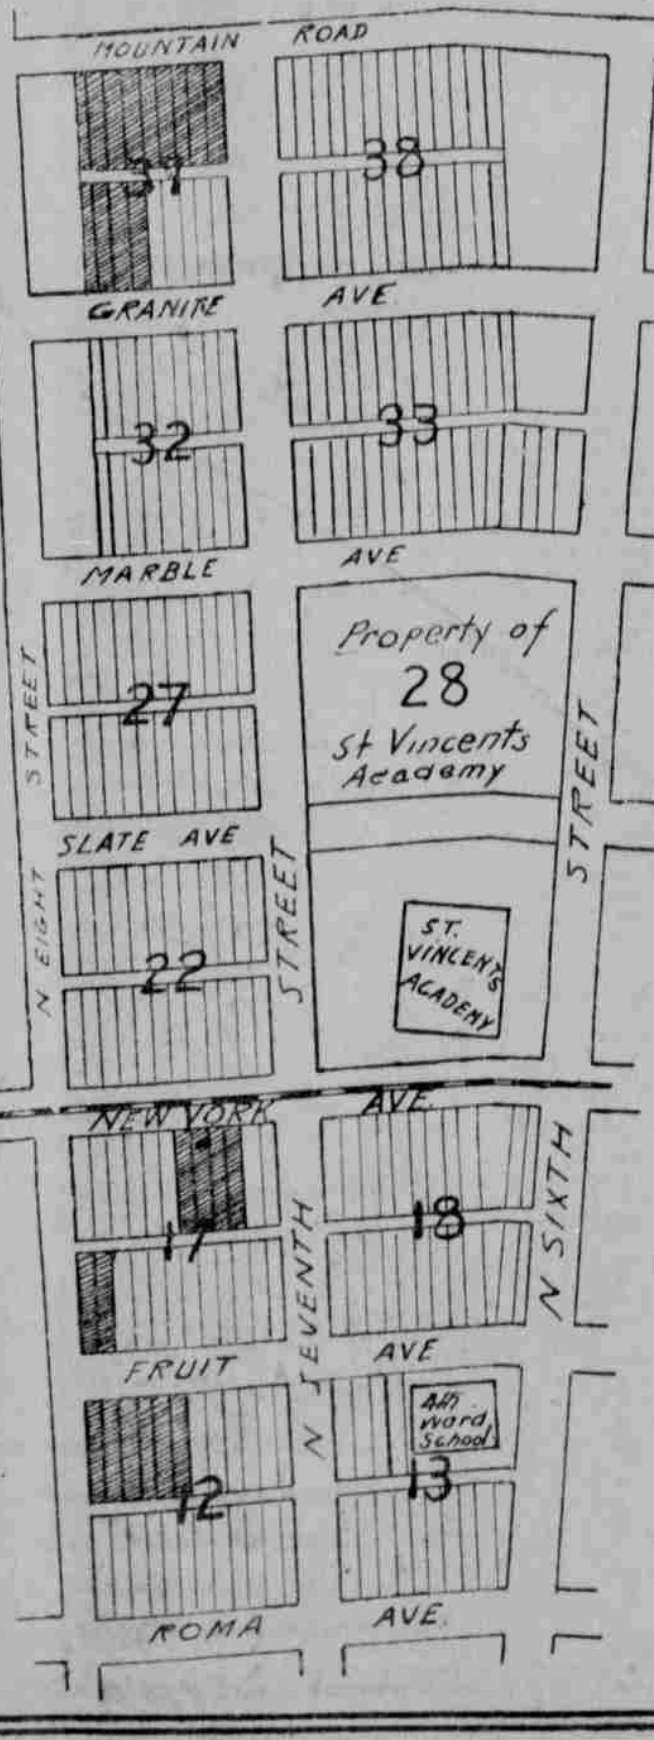 MOUNTAIN ROAD
37 38
GRANITE AVE
32 33
MARBLE AVE
Property of
27 28
St Vincents
Academy
SLATE AVE
N EIGHT STREET
STREET
STREET
ST.
VINCENTS
ACADEMY
22
NEW YORK AVE.
17 18
N SEVENTH
N SIXTH
FRUIT AVE
4th
Ward
School
12 13
ROMA AVE.